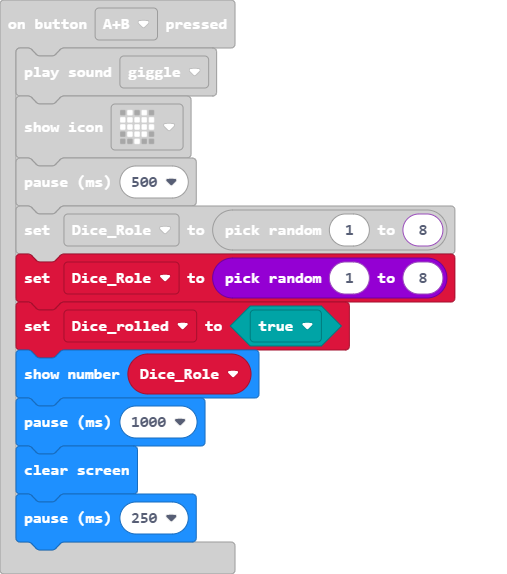 on button A+B pressed
play sound giggle
show icon
pause (ms) 500
set Dice_Role to pick random 1 to 8
set Dice_Role to pick random 1 to 8
set Dice_rolled to true
show number Dice_Role
pause (ms) 1000
clear screen
pause (ms) 250